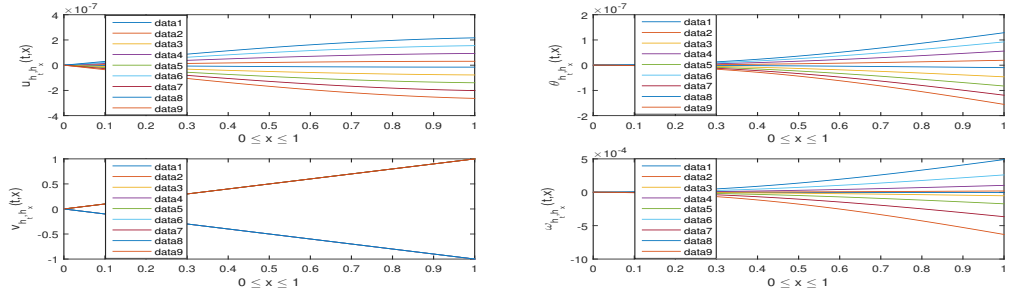 ×10^-7
4
2
0
-2
-4
u_{h_t,h_x}(t,x)
data1
data2
data3
data4
data5
data6
data7
data8
data9
0 0.1 0.2 0.3 0.4 0.5 0.6 0.7 0.8 0.9 1
0 ≤ x ≤ 1
×10^-7
2
1
0
-1
-2
θ_{h_t,h_x}(t,x)
data1
data2
data3
data4
data5
data6
data7
data8
data9
0 0.1 0.2 0.3 0.4 0.5 0.6 0.7 0.8 0.9 1
0 ≤ x ≤ 1
1
0.5
0
-0.5
-1
v_{h_t,h_x}(t,x)
data1
data2
data3
data4
data5
data6
data7
data8
data9
0 0.1 0.2 0.3 0.4 0.5 0.6 0.7 0.8 0.9 1
0 ≤ x ≤ 1
×10^-4
5
0
-5
-10
ω_{h_t,h_x}(t,x)
data1
data2
data3
data4
data5
data6
data7
data8
data9
0 0.1 0.2 0.3 0.4 0.5 0.6 0.7 0.8 0.9 1
0 ≤ x ≤ 1